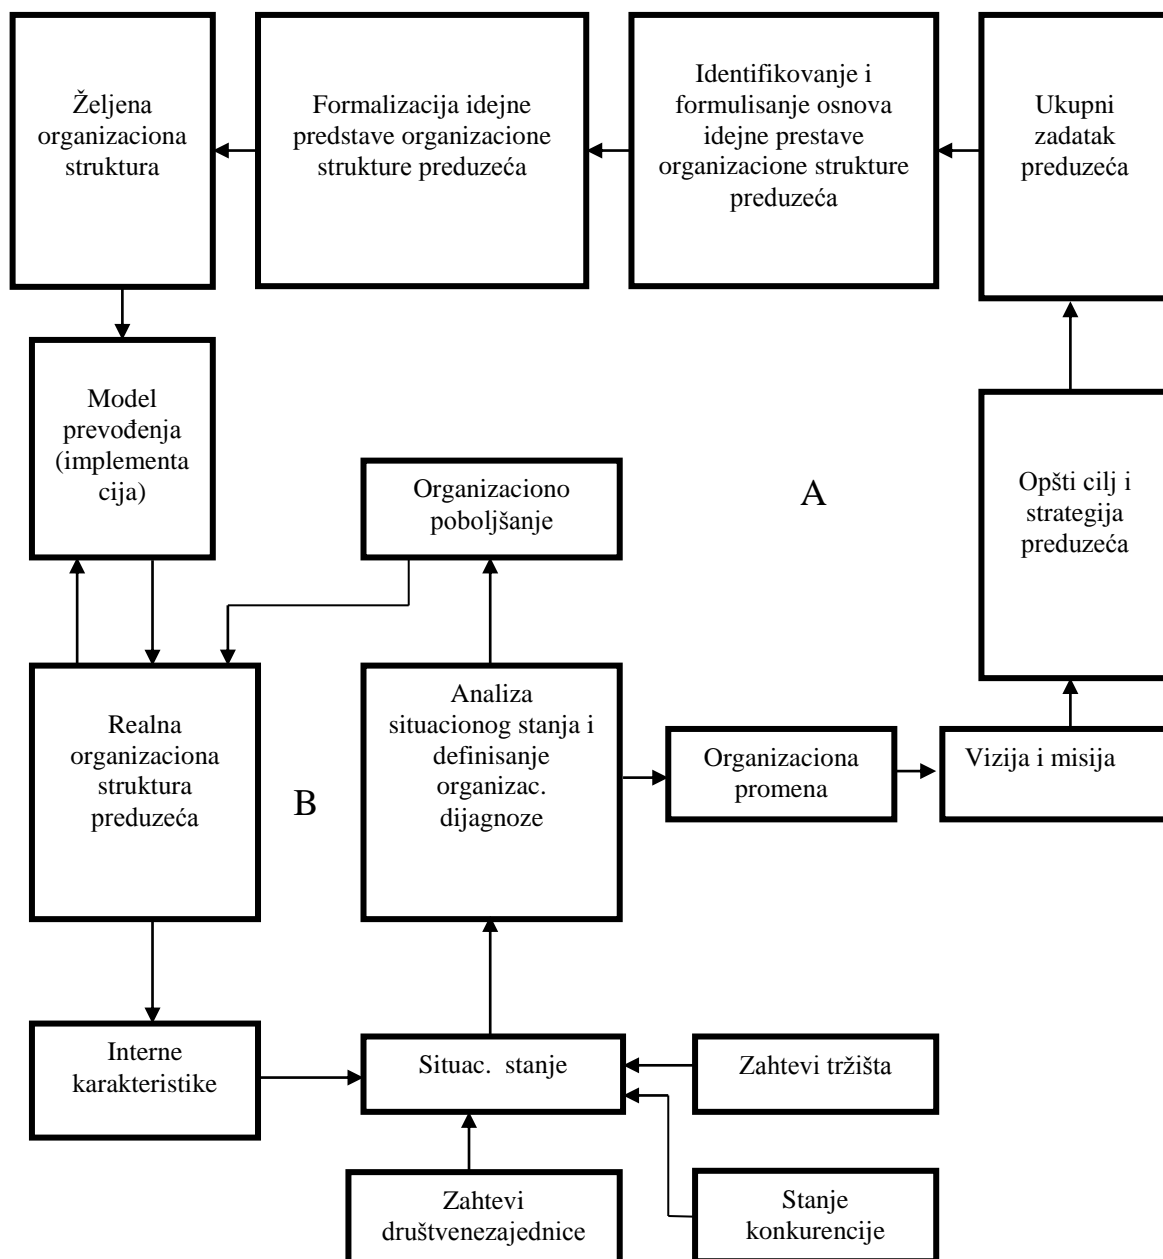 Željena
organizaciona
struktura
Formalizacija idejne
predstave organizacione
strukture preduzeća
Identifikovanje i
formulisanje osnova
idejne prestave
organizacione strukture
preduzeća
Ukupni
zadatak
preduzeća
Model
prevođenja
(implementa
cija)
Organizaciono
poboljšanje
A
Opšti cilj i
strategija
preduzeća
Realna
organizaciona
struktura
preduzeća
B
Analiza
situacionog stanja i
definisanje
organizac.
dijagnoze
Organizaciona
promena
Vizija i misija
Interne
karakteristike
Situac. stanje
Zahtevi tržišta
Zahtevi
društvenezajednice
Stanje
konkurencije